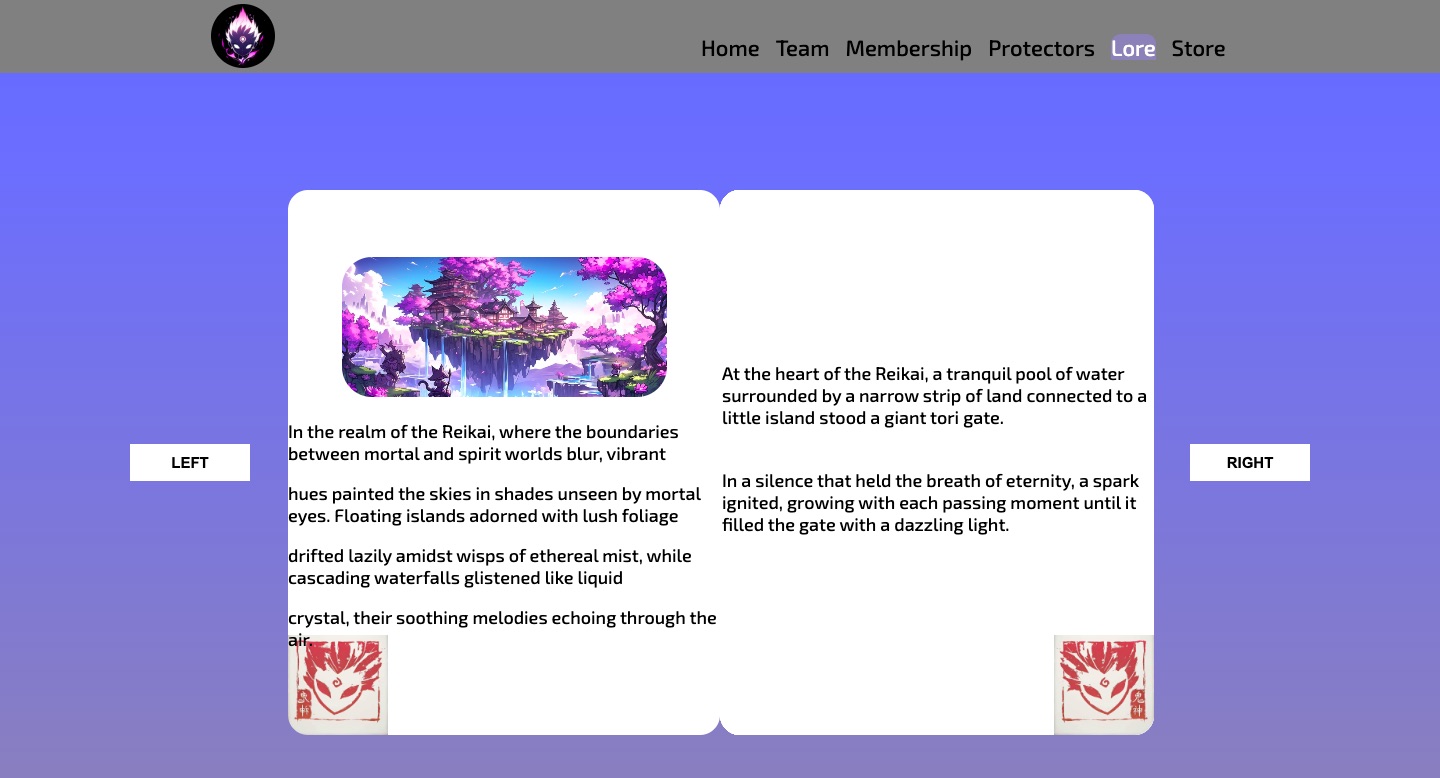 Home Team Membership Protectors Lore Store
In the realm of the Reikai, where the boundaries
between mortal and spirit worlds blur, vibrant
hues painted the skies in shades unseen by mortal
eyes. Floating islands adorned with lush foliage
drifted lazily amidst wisps of ethereal mist, while
cascading waterfalls glistened like liquid
crystal, their soothing melodies echoing through the
air.
At the heart of the Reikai, a tranquil pool of water
surrounded by a narrow strip of land connected to a
little island stood a giant tori gate.
In a silence that held the breath of eternity, a spark
ignited, growing with each passing moment until it
filled the gate with a dazzling light.
LEFT
RIGHT